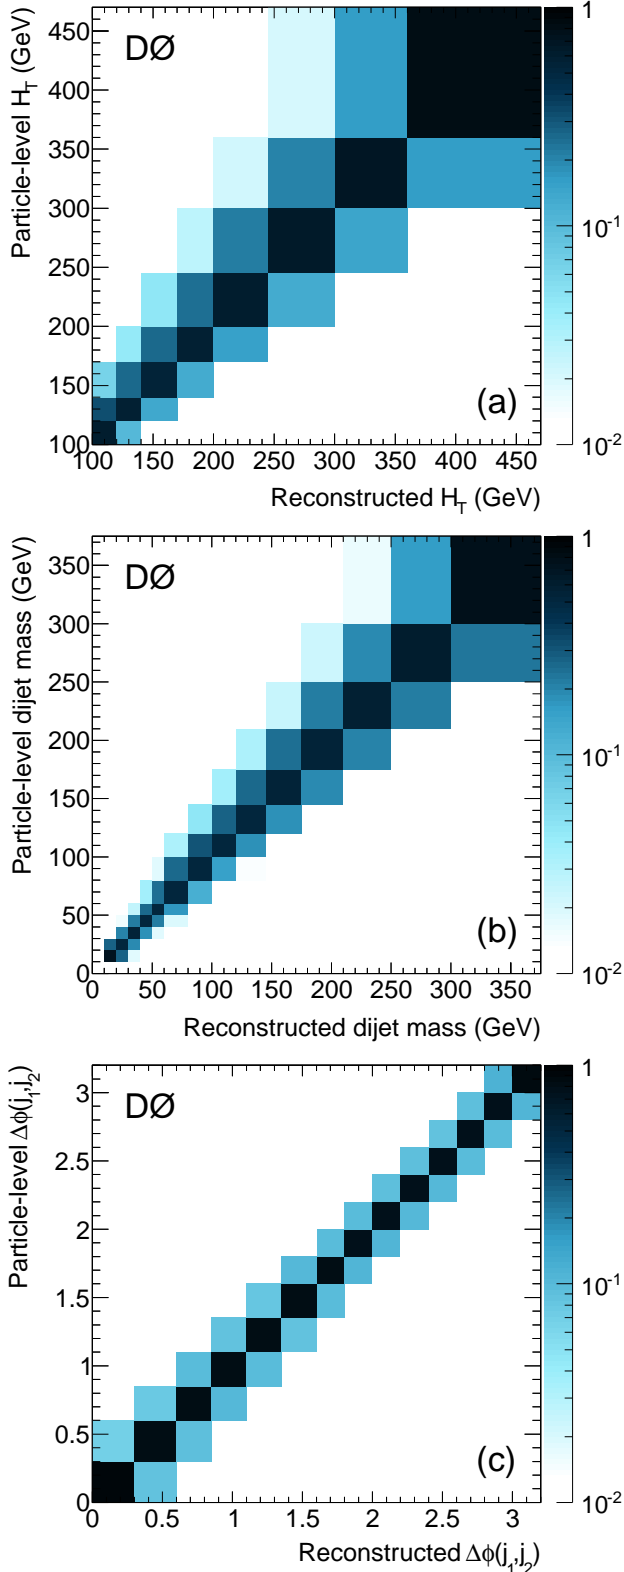 Particle-level H_T (GeV)
DØ
450
400
350
300
250
200
150
100
(a)
100 150 200 250 300 350 400 450
Reconstructed H_T (GeV)
1
10^-1
10^-2
Particle-level dijet mass (GeV)
DØ
350
300
250
200
150
100
50
0
(b)
0 50 100 150 200 250 300 350
Reconstructed dijet mass (GeV)
1
10^-1
10^-2
Particle-level Δϕ(j_1,j_2)
DØ
3
2.5
2
1.5
1
0.5
0
(c)
0 0.5 1 1.5 2 2.5 3
Reconstructed Δϕ(j_1,j_2)
1
10^-1
10^-2